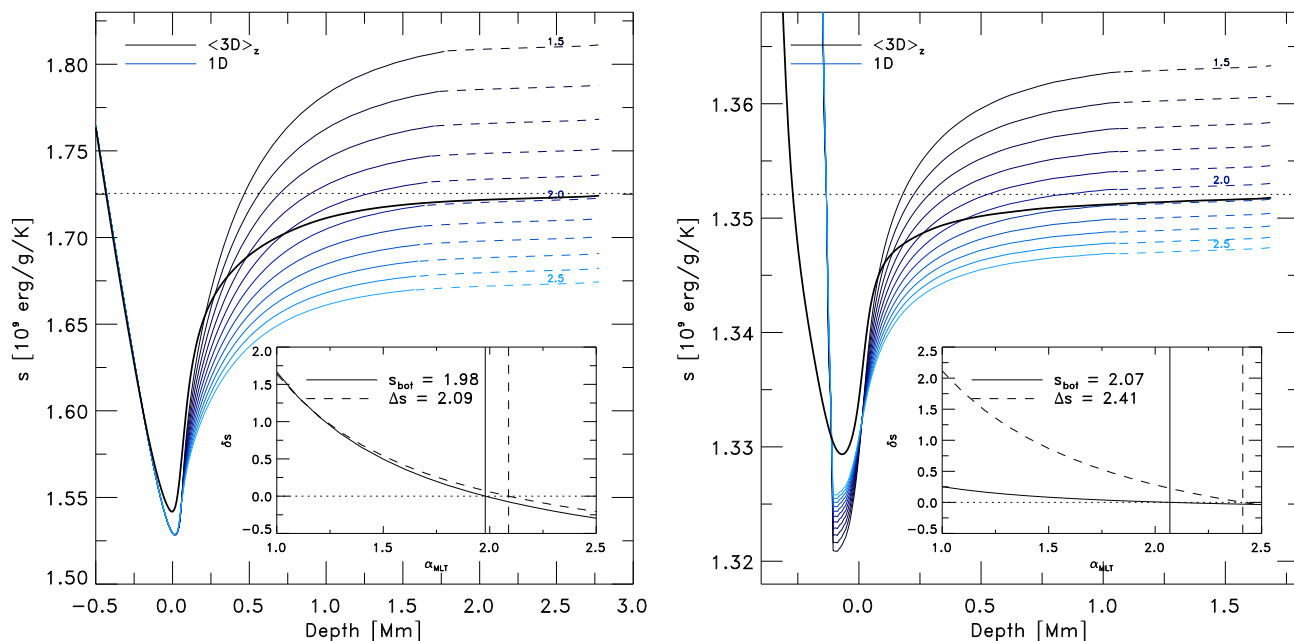 <3D>z
1D
1.5
2.0
2.5
1.80
1.75
1.70
1.65
1.60
1.55
1.50
s [10⁹ erg/g/K]
−0.5 0.0 0.5 1.0 1.5 2.0 2.5 3.0
Depth [Mm]
2.0
1.5
1.0
0.5
0.0
−0.5
δs
s_bot = 1.98
Δs = 2.09
1.0 1.5 2.0 2.5
α_MLT
<3D>z
1D
1.5
2.0
2.5
1.36
1.35
1.34
1.33
1.32
s [10⁹ erg/g/K]
0.0 0.5 1.0 1.5
Depth [Mm]
2.5
2.0
1.5
1.0
0.5
0.0
−0.5
δs
s_bot = 2.07
Δs = 2.41
1.0 1.5 2.0 2.5
α_MLT